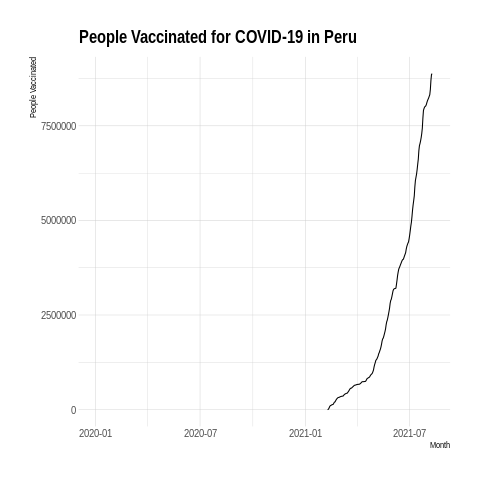 People Vaccinated for COVID-19 in Peru
People Vaccinated
7500000
5000000
2500000
0
2020-01 2020-07 2021-01 2021-07
Month